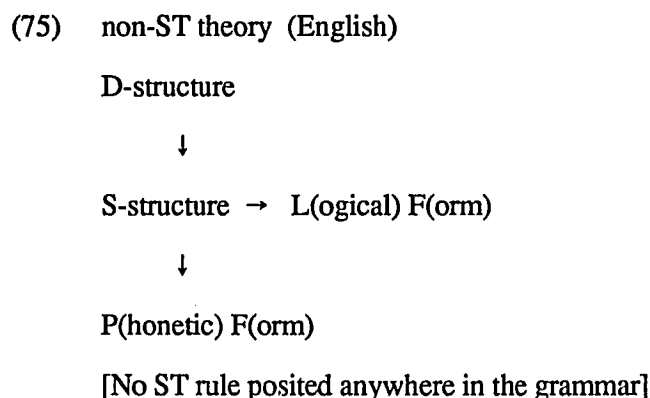 (75) non-ST theory (English)
D-structure
↓
S-structure → L(ogical) F(orm)
↓
P(honetic) F(orm)
[No ST rule posited anywhere in the grammar]